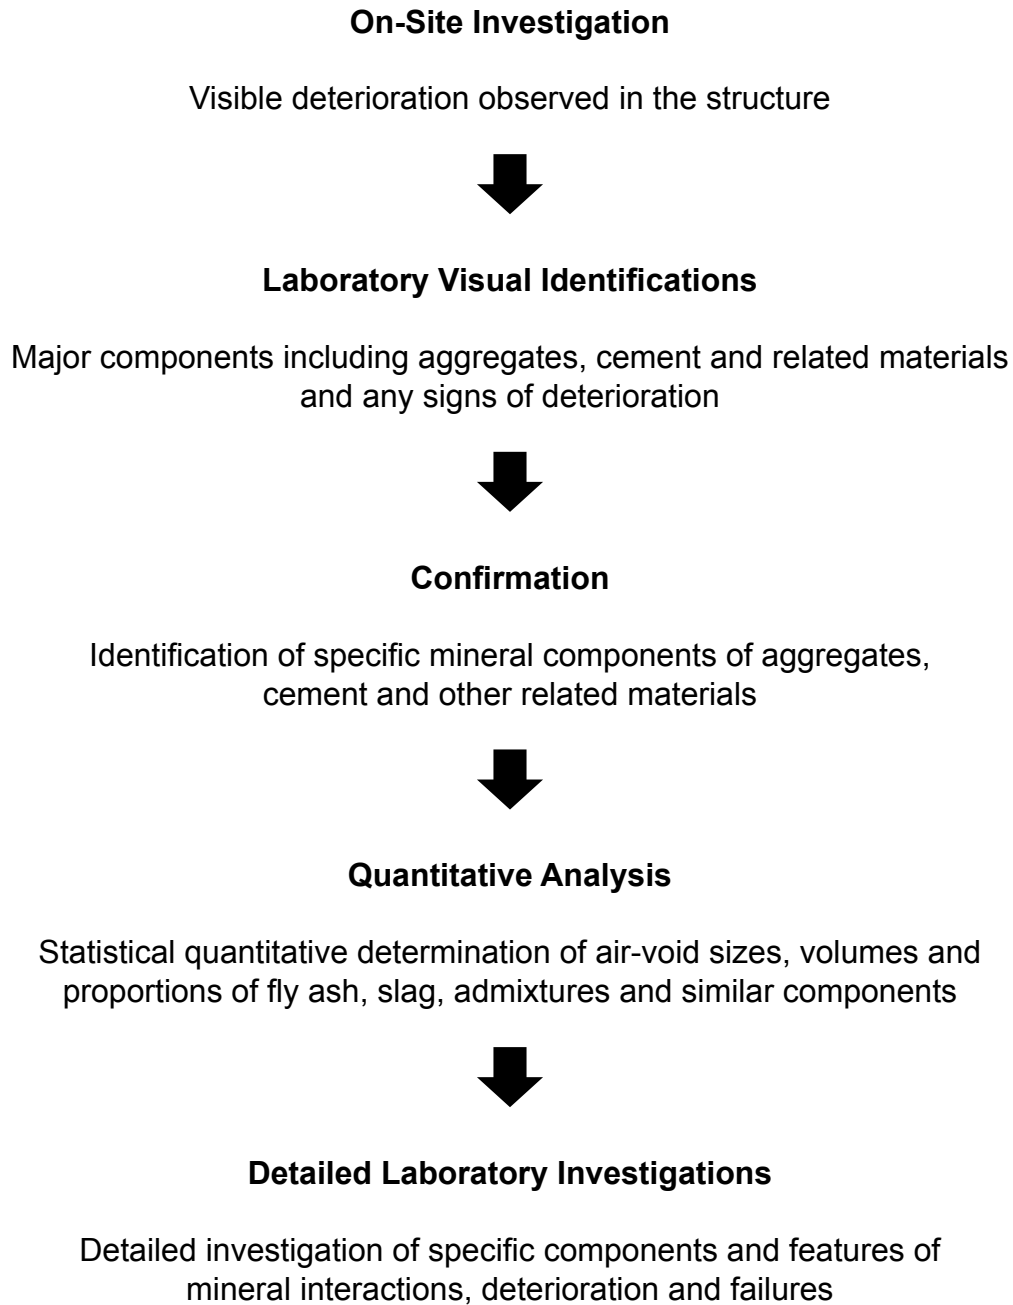 On-Site Investigation
Visible deterioration observed in the structure
Laboratory Visual Identifications
Major components including aggregates, cement and related materials
and any signs of deterioration
Confirmation
Identification of specific mineral components of aggregates,
cement and other related materials
Quantitative Analysis
Statistical quantitative determination of air-void sizes, volumes and
proportions of fly ash, slag, admixtures and similar components
Detailed Laboratory Investigations
Detailed investigation of specific components and features of
mineral interactions, deterioration and failures